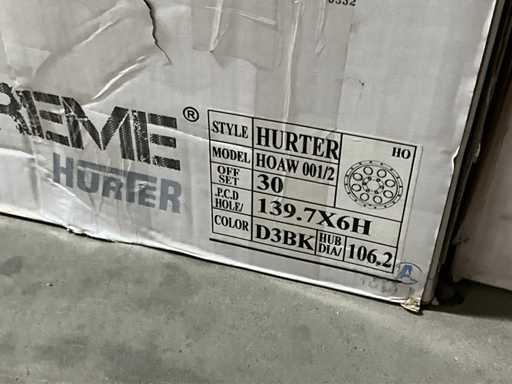 REME ®
HURTER
STYLE HURTER
MODEL HOAW 001/2
OFF SET 30
P.C.D HOLE/ 139.7X6H
COLOR D3BK HUB DIA/ 106.2
HO